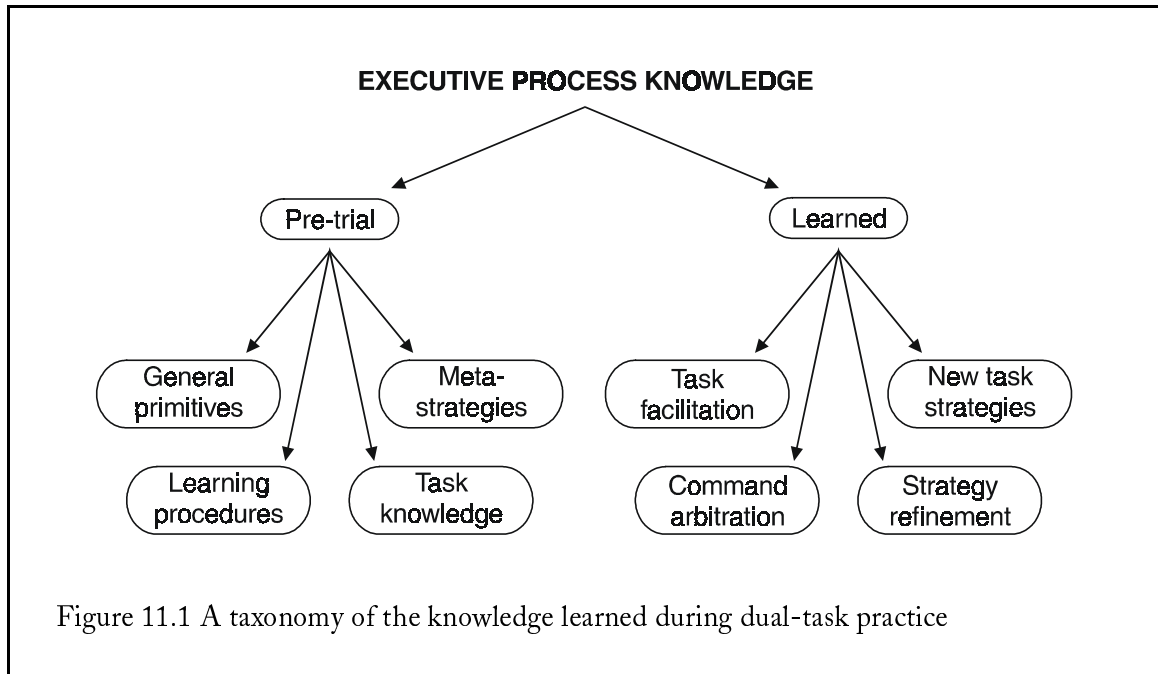 EXECUTIVE PROCESS KNOWLEDGE
Pre-trial
Learned
General
primitives
Meta-
strategies
Task
facilitation
New task
strategies
Learning
procedures
Task
knowledge
Command
arbitration
Strategy
refinement
Figure 11.1 A taxonomy of the knowledge learned during dual-task practice